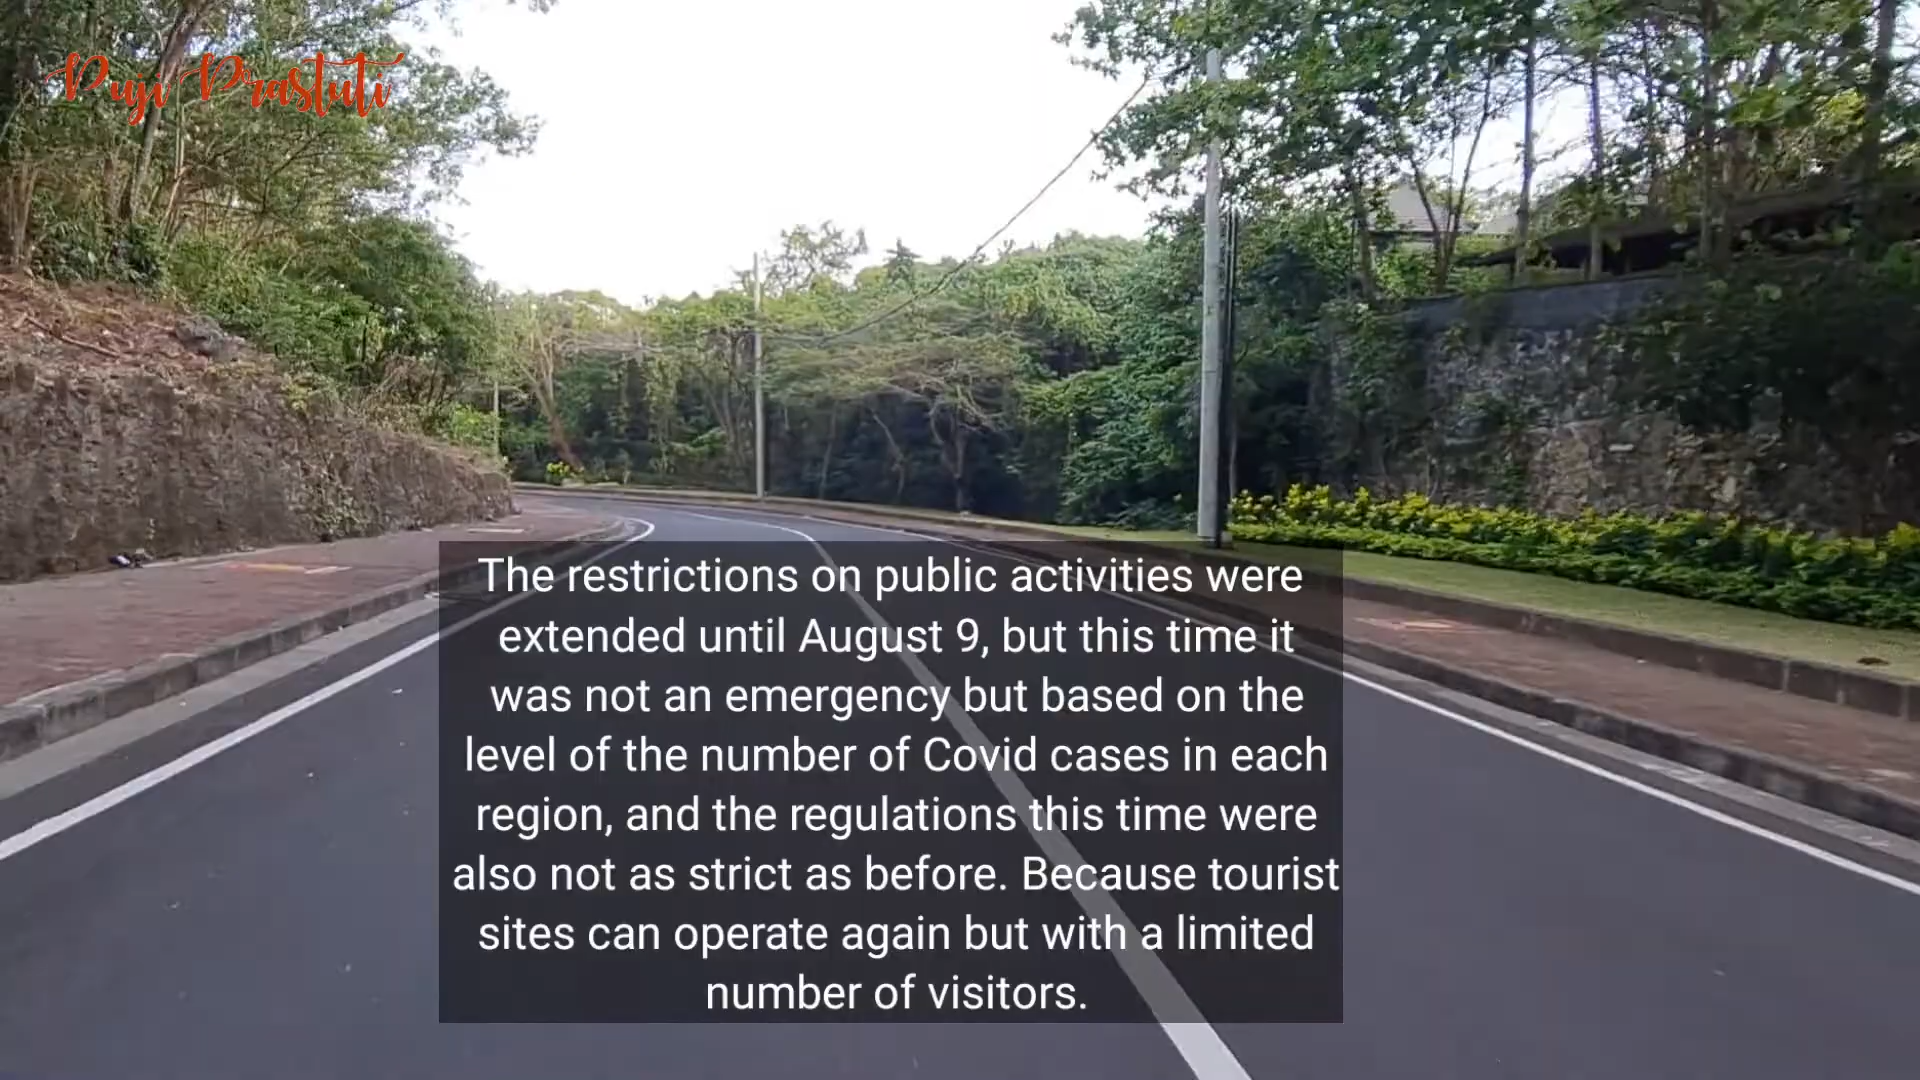 Puji Prastuti
The restrictions on public activities were
extended until August 9, but this time it
was not an emergency but based on the
level of the number of Covid cases in each
region, and the regulations this time were
also not as strict as before. Because tourist
sites can operate again but with a limited
number of visitors.